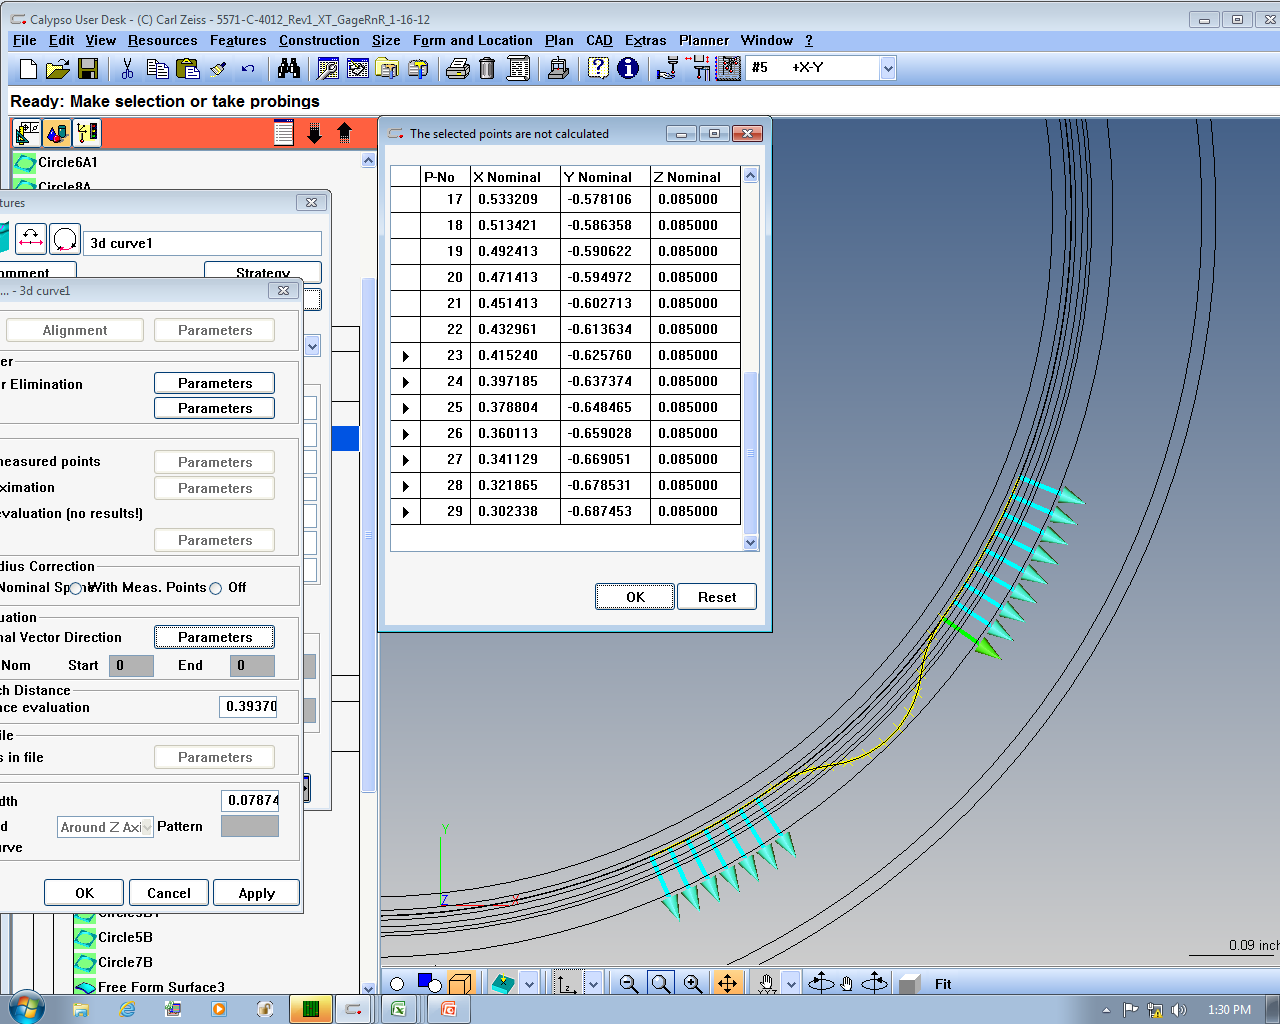 Calypso User Desk - (C) Carl Zeiss - 5571-C-4012_Rev1_XT_GageRnR_1-16-12
File Edit View Resources Features Construction Size Form and Location Plan CAD Extras Planner Window ?
#5 +X-Y
Ready: Make selection or take probings
Circle6A1
Circle8A
tures
3d curve1
omment
Strategy
... - 3d curve1
Alignment Parameters
er
r Elimination Parameters
Parameters
measured points Parameters
ximation Parameters
evaluation (no results!)
Parameters
dius Correction
Nominal Spline With Meas. Points Off
uation
nal Vector Direction Parameters
Nom Start 0 End 0
ch Distance
nce evaluation 0.39370
ile
s in file Parameters
dth 0.07874
d Around Z Axi Pattern
urve
OK Cancel Apply
Circle5B
Circle7B
Free Form Surface3
The selected points are not calculated
P-No X Nominal Y Nominal Z Nominal
17 0.533209 -0.578106 0.085000
18 0.513421 -0.586358 0.085000
19 0.492413 -0.590622 0.085000
20 0.471413 -0.594972 0.085000
21 0.451413 -0.602713 0.085000
22 0.432961 -0.613634 0.085000
23 0.415240 -0.625760 0.085000
24 0.397185 -0.637374 0.085000
25 0.378804 -0.648465 0.085000
26 0.360113 -0.659028 0.085000
27 0.341129 -0.669051 0.085000
28 0.321865 -0.678531 0.085000
29 0.302338 -0.687453 0.085000
OK Reset
Y
Z
X
0.09 inch
Fit
1:30 PM